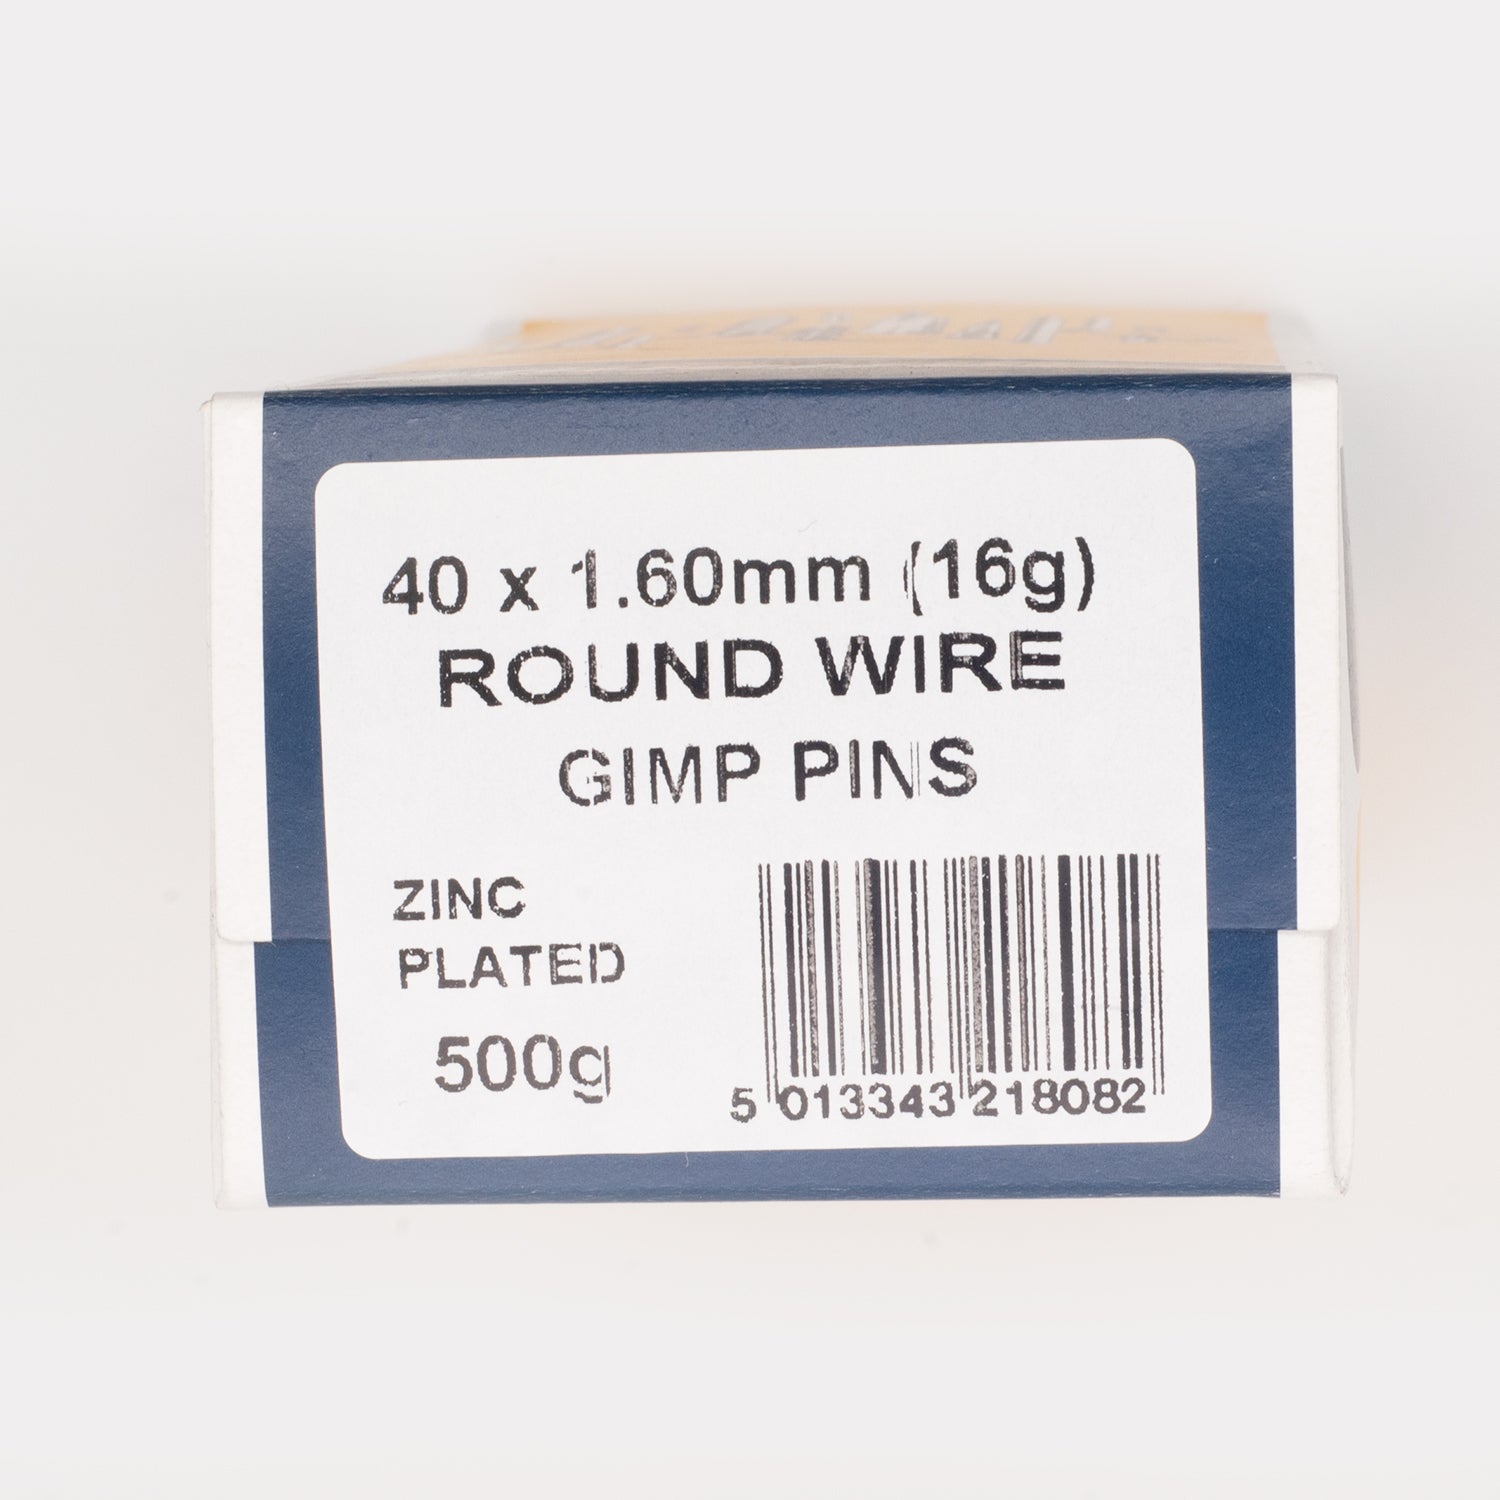 40 x 1.60mm (16g)
ROUND WIRE
GIMP PINS
ZINC
PLATED
500g
5 013343 218082